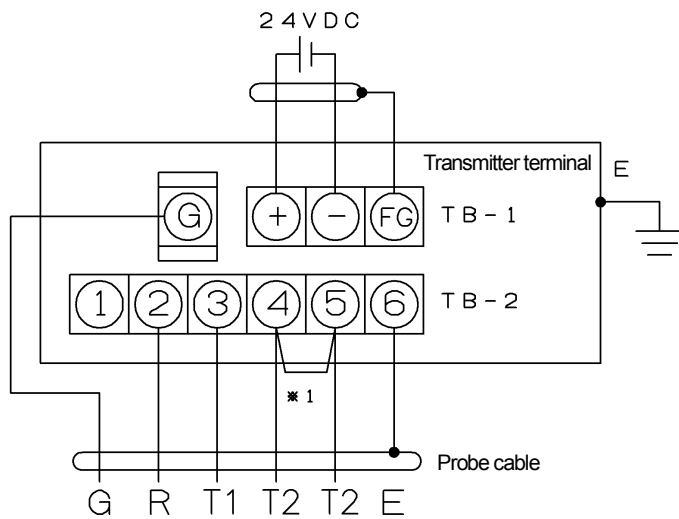 24VDC
Transmitter terminal E
G + - FG TB-1
1 2 3 4 5 6 TB-2
※1
Probe cable
G R T1 T2 T2 E